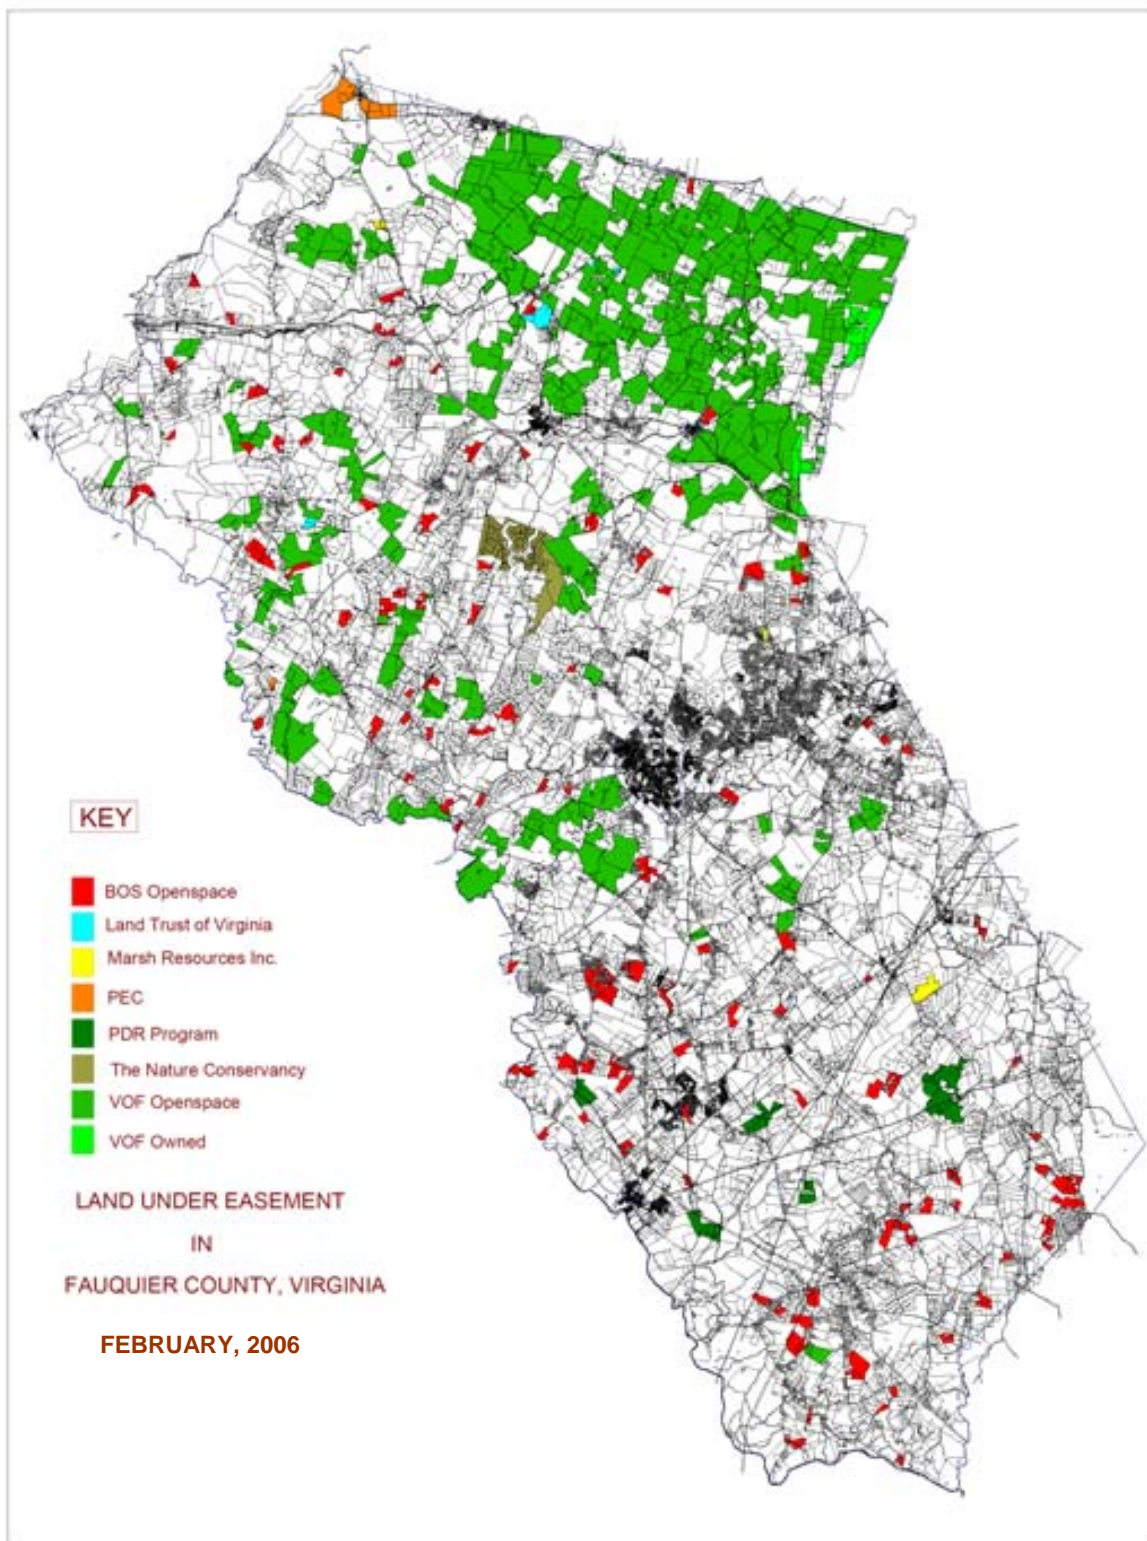 KEY
BOS Openspace
Land Trust of Virginia
Marsh Resources Inc.
PEC
PDR Program
The Nature Conservancy
VOF Openspace
VOF Owned
LAND UNDER EASEMENT
IN
FAUQUIER COUNTY, VIRGINIA
FEBRUARY, 2006